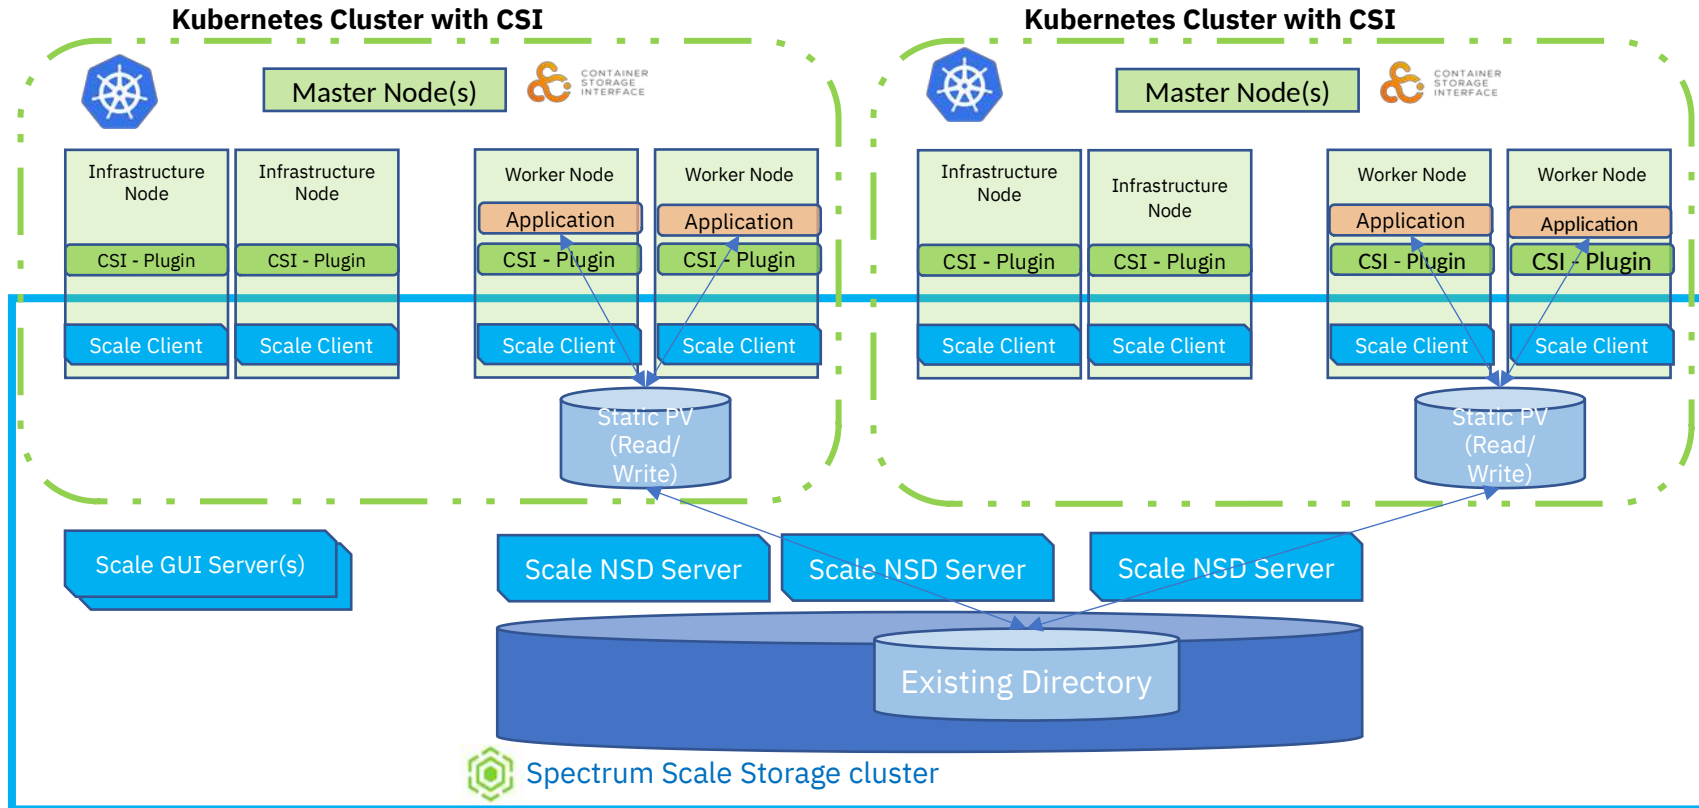 Kubernetes Cluster with CSI
Kubernetes Cluster with CSI
Master Node(s)
CONTAINER
STORAGE
INTERFACE
Master Node(s)
CONTAINER
STORAGE
INTERFACE
Infrastructure
Node
CSI - Plugin
Scale Client
Infrastructure
Node
CSI - Plugin
Scale Client
Worker Node
Application
CSI - Plugin
Scale Client
Worker Node
Application
CSI - Plugin
Scale Client
Infrastructure
Node
CSI - Plugin
Scale Client
Infrastructure
Node
CSI - Plugin
Scale Client
Worker Node
Application
CSI - Plugin
Scale Client
Worker Node
Application
CSI - Plugin
Scale Client
Static PV
(Read/
Write)
Static PV
(Read/
Write)
Scale GUI Server(s)
Scale NSD Server
Scale NSD Server
Scale NSD Server
Existing Directory
Spectrum Scale Storage cluster